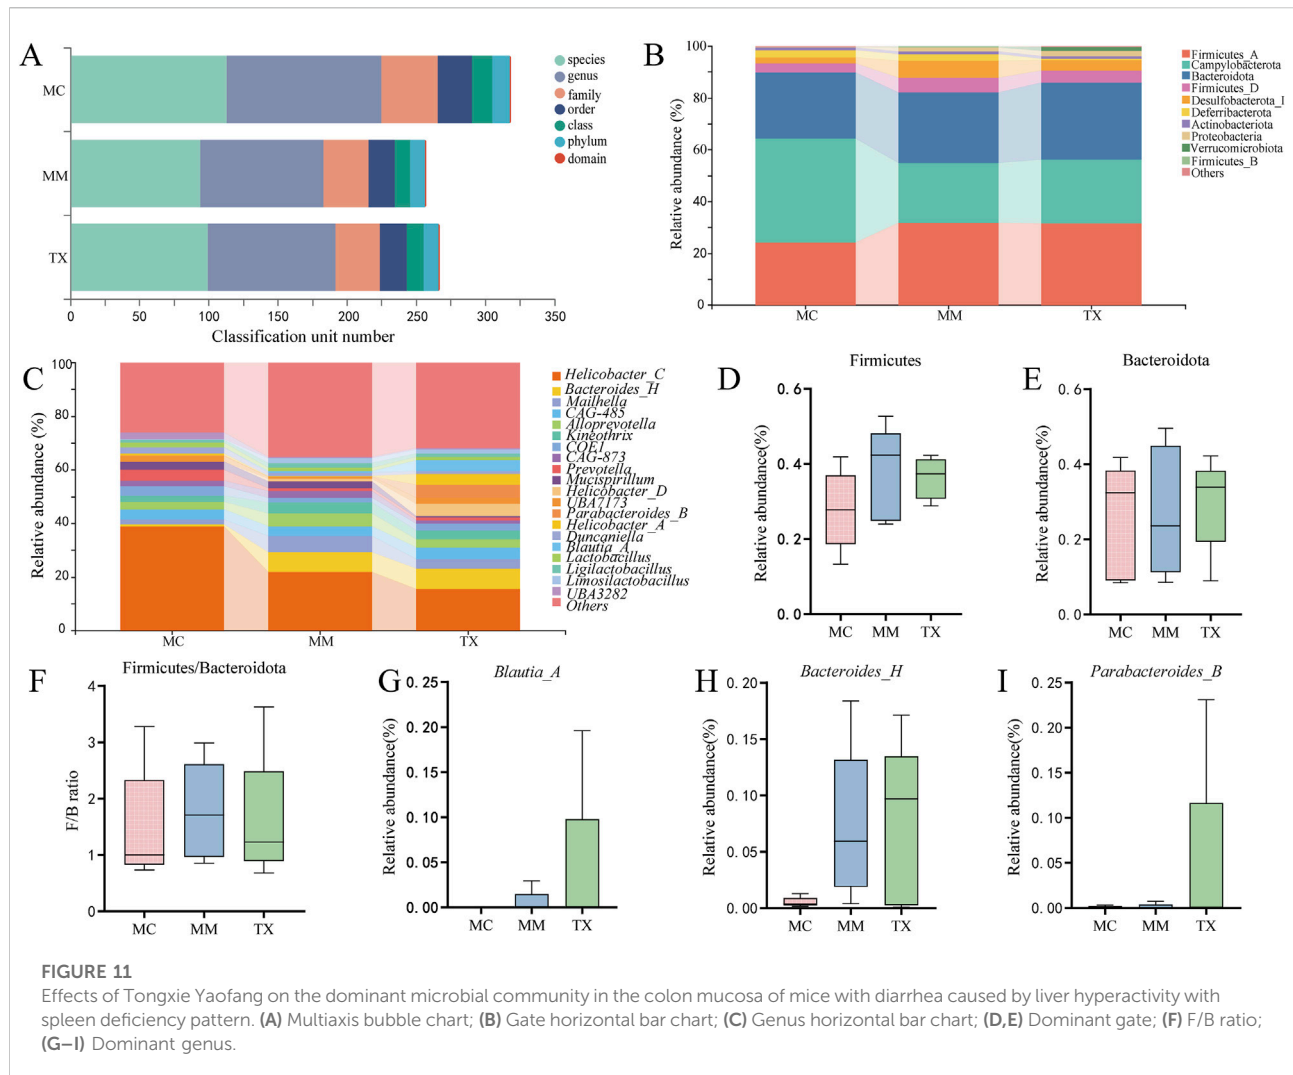 A
MC
MM
TX
0
50
100
150
200
250
300
350
Classification unit number
species
genus
family
order
class
phylum
domain
B
Relative abundance (%)
100
80
60
40
20
0
MC
MM
TX
Firmicutes_A
Campylobacterota
Bacteroidota
Firmicutes_D
Desulfobacterota_I
Deferribacterota
Actinobacteriota
Proteobacteria
Verrucomicrobiota
Firmicutes_B
Others
C
Relative abundance (%)
100
80
60
40
20
0
MC
MM
TX
Helicobacter_C
Bacteroides_H
Mailhella
CAG-485
Alloprevotella
Kineothrix
COE1
CAG-873
Prevotella
Mucispirillum
Helicobacter_D
UBA7173
Parabacteroides_B
Helicobacter_A
Duncaniella
Blautia_A
Lactobacillus
Ligilactobacillus
Limosilactobacillus
UBA3282
Others
D
Firmicutes
Relative abundance(%)
0.6
0.4
0.2
0.0
MC
MM
TX
E
Bacteroidota
Relative abundance(%)
0.6
0.4
0.2
0.0
MC
MM
TX
F
Firmicutes/Bacteroidota
F/B ratio
4
3
2
1
0
MC
MM
TX
G
Blautia_A
Relative abundance(%)
0.25
0.20
0.15
0.10
0.05
0.00
MC
MM
TX
H
Bacteroides_H
Relative abundance(%)
0.20
0.15
0.10
0.05
0.00
MC
MM
TX
I
Parabacteroides_B
Relative abundance(%)
0.25
0.20
0.15
0.10
0.05
0.00
MC
MM
TX
FIGURE 11
Effects of Tongxie Yaofang on the dominant microbial community in the colon mucosa of mice with diarrhea caused by liver hyperactivity with
spleen deficiency pattern. (A) Multiaxis bubble chart; (B) Gate horizontal bar chart; (C) Genus horizontal bar chart; (D,E) Dominant gate; (F) F/B ratio;
(G–I) Dominant genus.